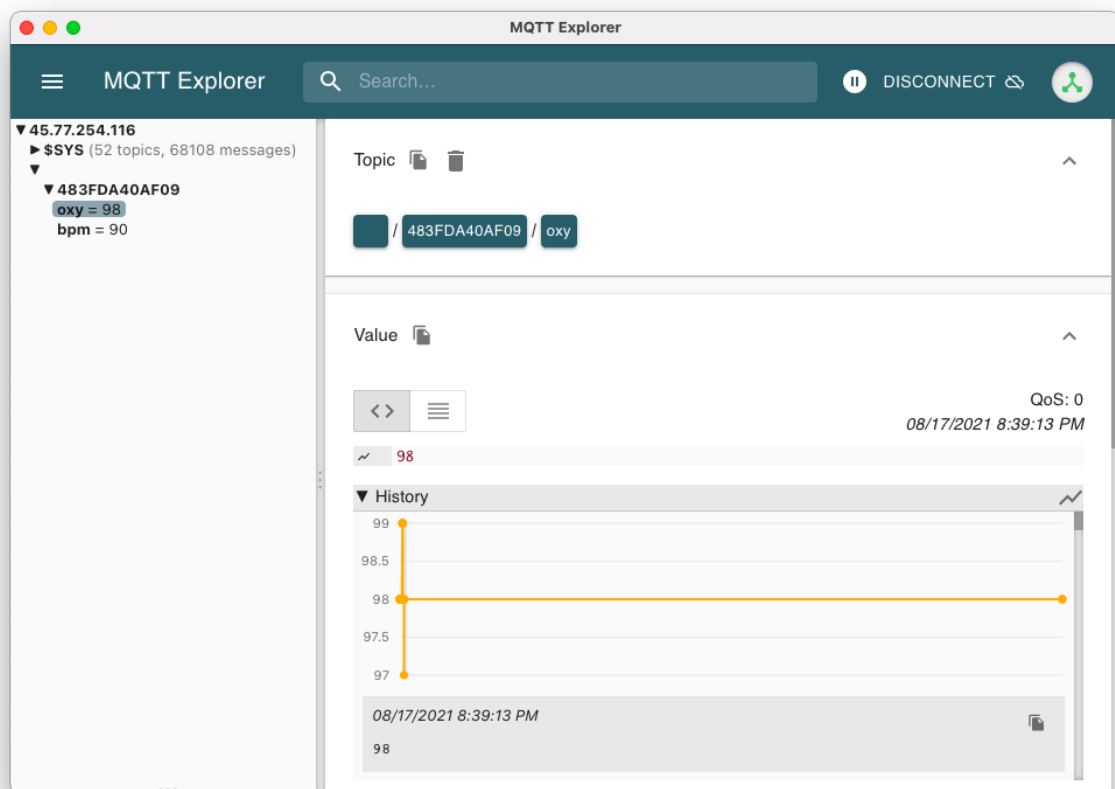 MQTT Explorer
MQTT Explorer
Search...
DISCONNECT
▼ 45.77.254.116
▶ $SYS (52 topics, 68108 messages)
▼
▼ 483FDA40AF09
oxy = 98
bpm = 90
Topic
/ 483FDA40AF09 / oxy
Value
QoS: 0
08/17/2021 8:39:13 PM
98
▼ History
99
98.5
98
97.5
97
08/17/2021 8:39:13 PM
98